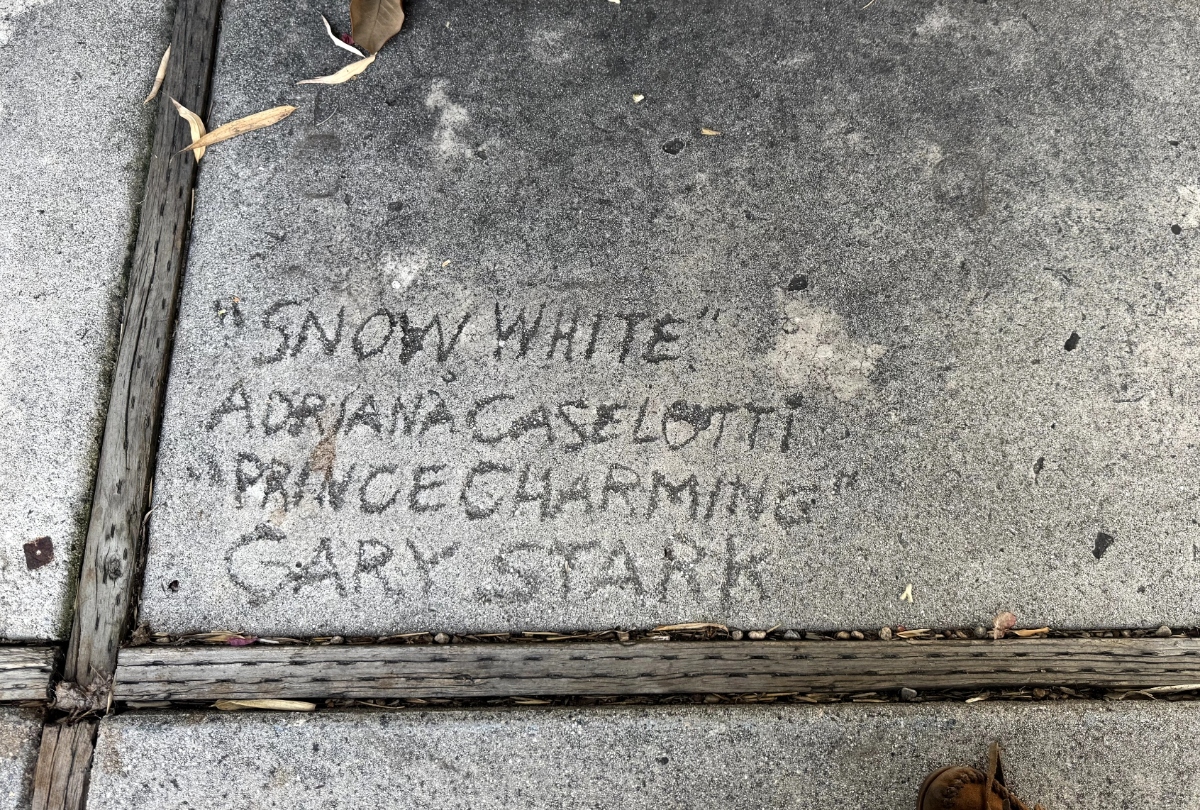 "SNOW WHITE"
ADRIANA CASELOTTI
"PRINCE CHARMING"
GARY STARK